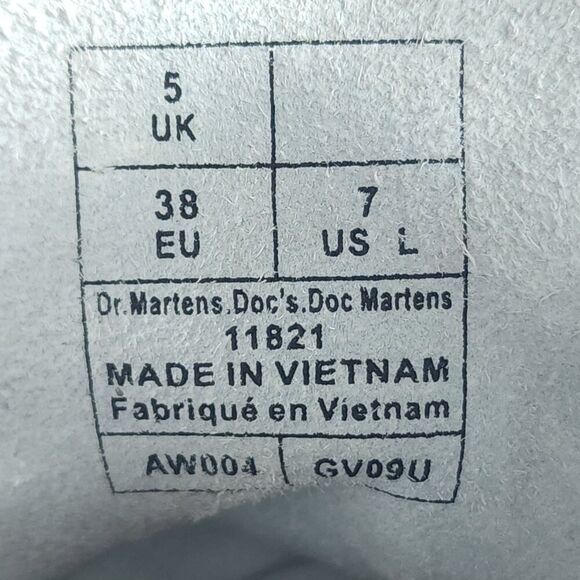 5
UK
38
EU
7
US L
Dr.Martens.Doc's.Doc Martens
11821
MADE IN VIETNAM
Fabriqué en Vietnam
AW004
GV09U